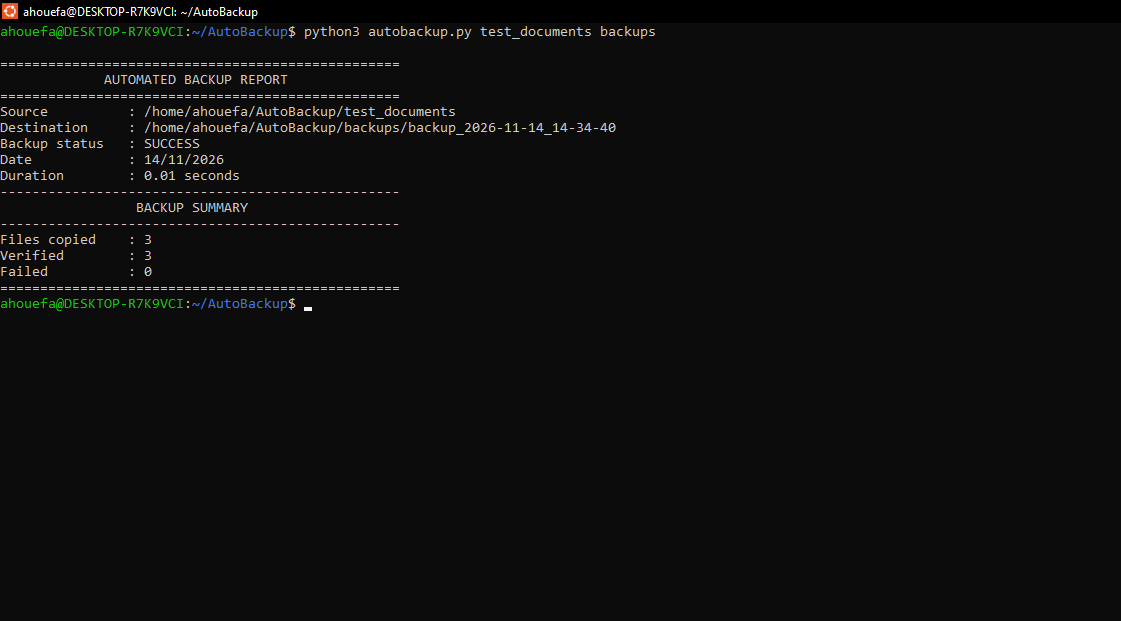 ahouefa@DESKTOP-R7K9VCI: ~/AutoBackup
ahouefa@DESKTOP-R7K9VCI:~/AutoBackup$ python3 autobackup.py test_documents backups
==================================================
AUTOMATED BACKUP REPORT
==================================================
Source          : /home/ahouefa/AutoBackup/test_documents
Destination     : /home/ahouefa/AutoBackup/backups/backup_2026-11-14_14-34-40
Backup status   : SUCCESS
Date            : 14/11/2026
Duration        : 0.01 seconds
--------------------------------------------------
BACKUP SUMMARY
--------------------------------------------------
Files copied    : 3
Verified        : 3
Failed          : 0
==================================================
ahouefa@DESKTOP-R7K9VCI:~/AutoBackup$